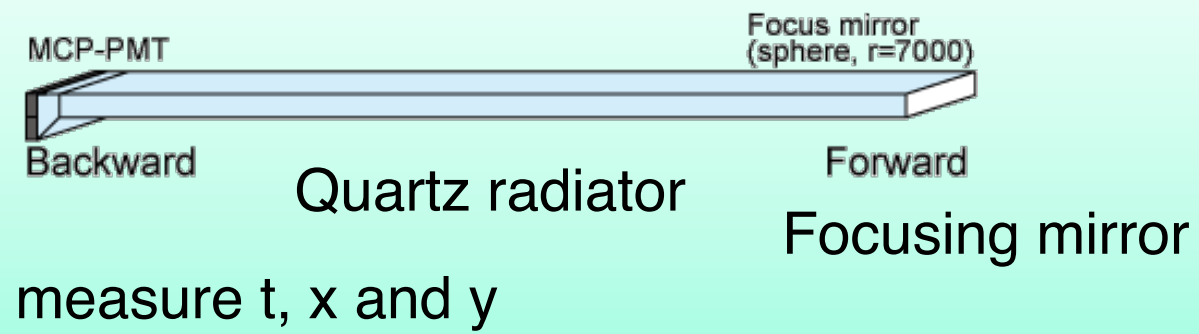 Focus mirror
(sphere, r=7000)
MCP-PMT
Backward
Forward
Quartz radiator
Focusing mirror
measure t, x and y